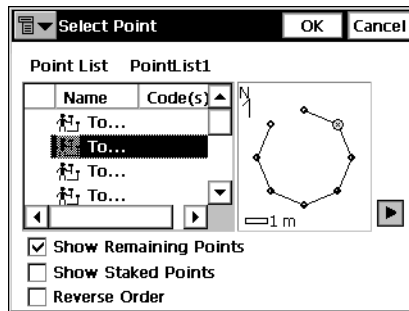 Select Point OK Cancel
Point List PointList1
Name Code(s)
To...
To...
To...
To...
N
1 m
Show Remaining Points
Show Staked Points
Reverse Order